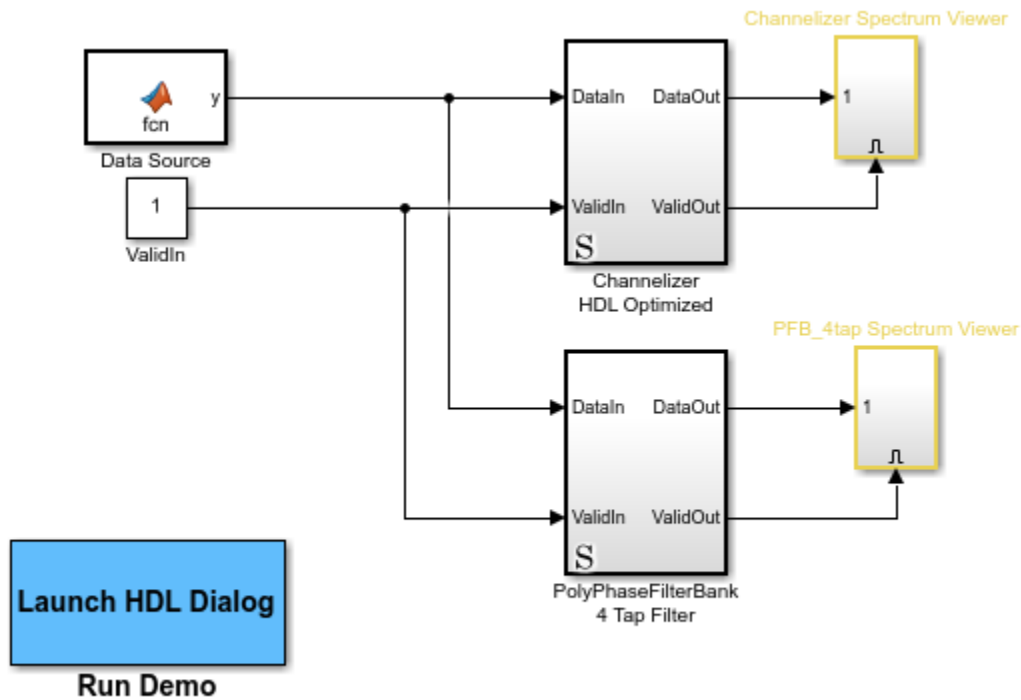 Channelizer Spectrum Viewer
y
fcn
Data Source
DataIn DataOut
1
1
ValidIn
ValidIn ValidOut
S
Channelizer
HDL Optimized
PFB_4tap Spectrum Viewer
DataIn DataOut
1
ValidIn ValidOut
S
PolyPhaseFilterBank
4 Tap Filter
Launch HDL Dialog
Run Demo